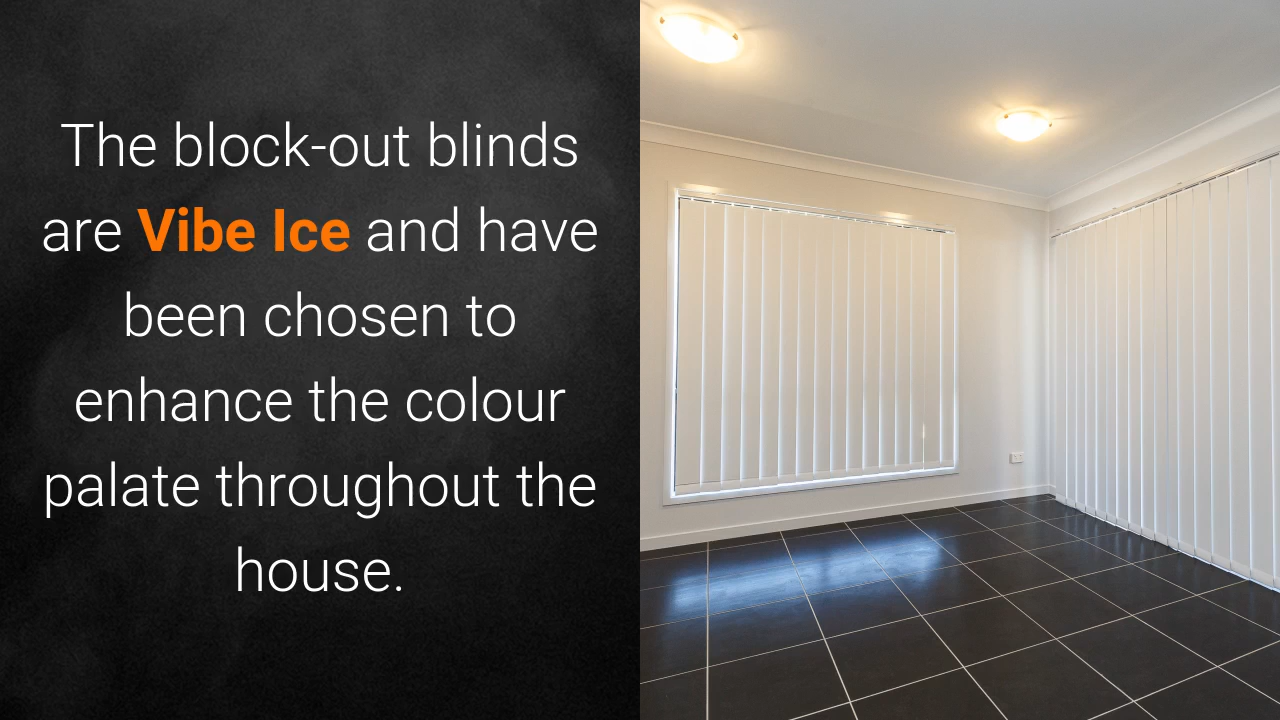 The block-out blinds
are Vibe Ice and have
been chosen to
enhance the colour
palate throughout the
house.